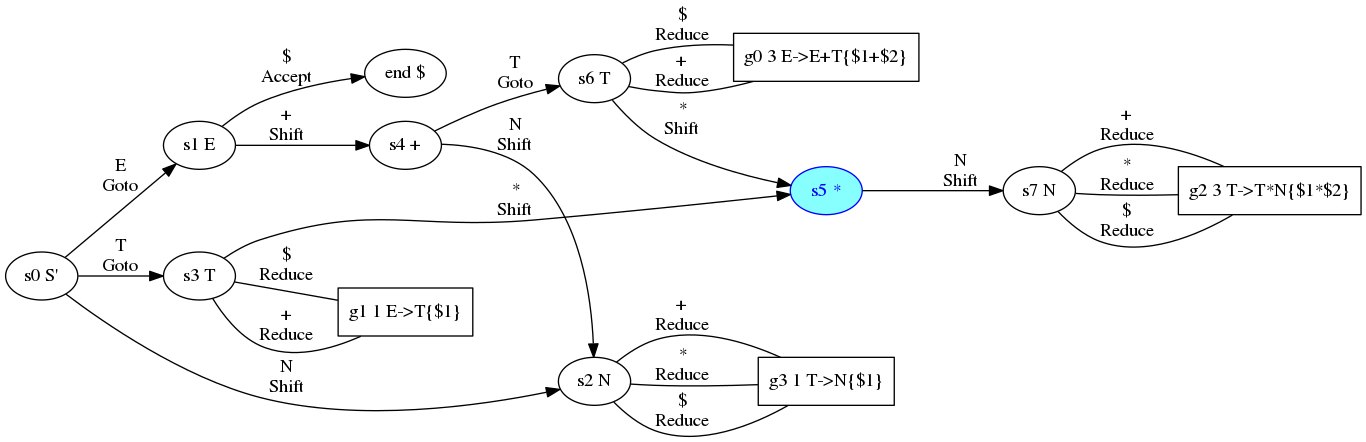 $
Reduce
g0 3 E->E+T{$1+$2}
+
Reduce
$
Accept
end $
T
Goto
s6 T
*
Shift
+
Shift
s1 E
s4 +
N
Shift
E
Goto
*
Shift
s5 *
N
Shift
s7 N
+
Reduce
*
Reduce
$
Reduce
g2 3 T->T*N{$1*$2}
s0 S'
T
Goto
s3 T
$
Reduce
g1 1 E->T{$1}
+
Reduce
N
Shift
s2 N
+
Reduce
*
Reduce
$
Reduce
g3 1 T->N{$1}